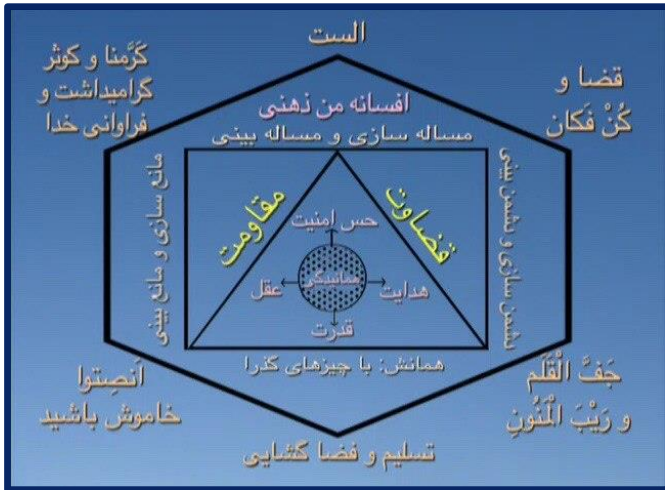 الست
قضا و
کُنْ فَکان
کَرَّمنا و کوثر
گرامیداشت و
فراوانی خدا
افسانه من ذهنی
مساله سازی و مساله بینی
دشمن سازی و دشمن بینی
مانع سازی و مانع بینی
قضاوت
مقاومت
حس امنیت
هدایت
همانیدگی
عقل
قدرت
همانش: با چیزهای گذرا
جَفَّ الْقَلَم
و رَیْبَ الْمَنُونِ
اَنصِتوا
خاموش باشید
تسلیم و فضا گشایی